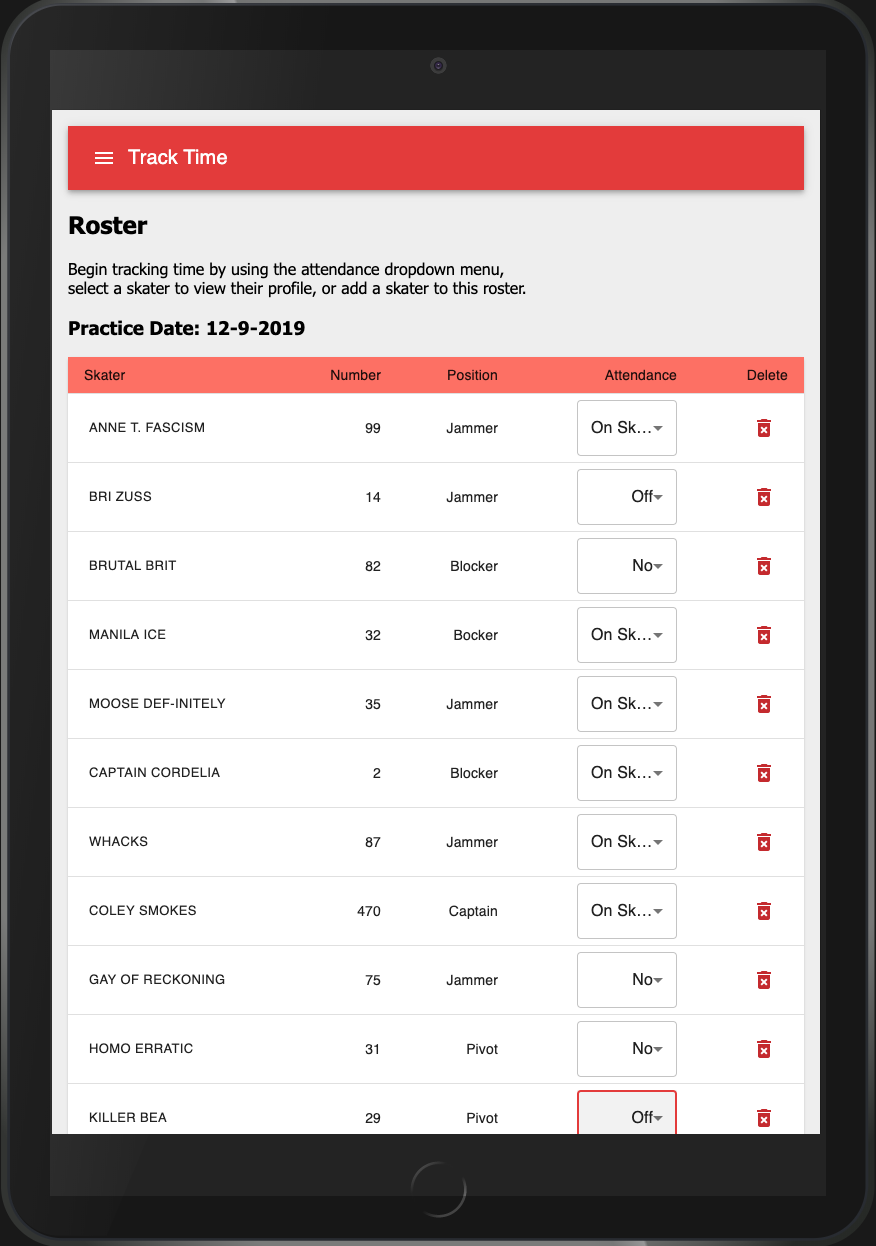 Track Time
Roster
Begin tracking time by using the attendance dropdown menu,
select a skater to view their profile, or add a skater to this roster.
Practice Date: 12-9-2019
Skater Number Position Attendance Delete
ANNE T. FASCISM 99 Jammer On Sk...
BRI ZUSS 14 Jammer Off
BRUTAL BRIT 82 Blocker No
MANILA ICE 32 Bocker On Sk...
MOOSE DEF-INITELY 35 Jammer On Sk...
CAPTAIN CORDELIA 2 Blocker On Sk...
WHACKS 87 Jammer On Sk...
COLEY SMOKES 470 Captain On Sk...
GAY OF RECKONING 75 Jammer No
HOMO ERRATIC 31 Pivot No
KILLER BEA 29 Pivot Off